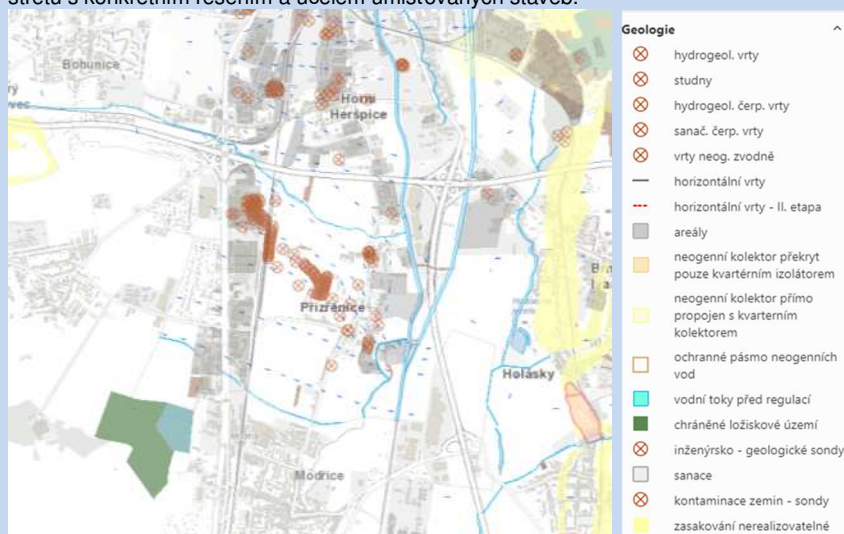 střetu s konkrétním řešením a účelem umisťovaných staveb.
Bohunice
Horní
Heršpice
Přízřenice
Holásky
Modřice
Geologie
hydrogeol. vrty
studny
hydrogeol. čerp. vrty
sanač. čerp. vrty
vrty neog. zvodně
horizontální vrty
horizontální vrty - II. etapa
areály
neogenní kolektor překryt
pouze kvartérním izolátorem
neogenní kolektor přímo
propojen s kvarterním
kolektorem
ochranné pásmo neogenních
vod
vodní toky před regulací
chráněné ložiskové území
inženýrsko - geologické sondy
sanace
kontaminace zemin - sondy
zasakování nerealizovatelné